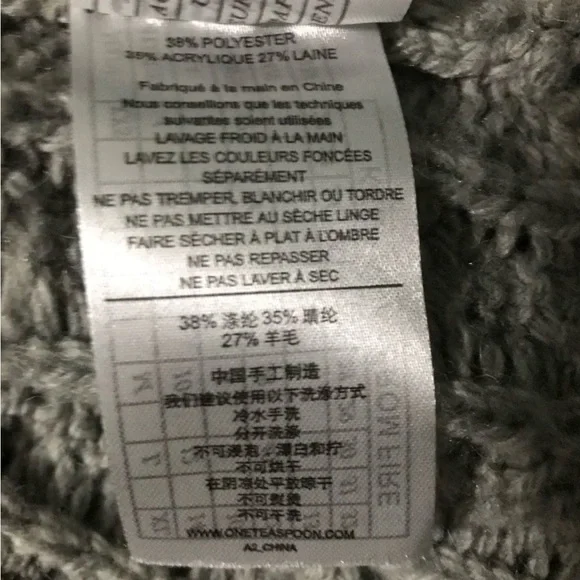 38% POLYESTER
35% ACRYLIQUE 27% LAINE
Fabriqué à la main en Chine
Nous conseillons que les techniques
suivantes soient utilisées
LAVAGE FROID À LA MAIN
LAVEZ LES COULEURS FONCÉES
SÉPARÉMENT
NE PAS TREMPER, BLANCHIR OU TORDRE
NE PAS METTRE AU SÈCHE LINGE
FAIRE SÉCHER À PLAT À L'OMBRE
NE PAS REPASSER
NE PAS LAVER À SEC
38% 涤纶 35% 腈纶
27% 羊毛
中国手工制造
我们建议使用以下洗涤方式
冷水手洗
分开洗涤
不可浸泡、漂白和拧
不可烘干
在阴凉处平放晾干
不可熨烫
不可干洗
WWW.ONETEASPOON.COM
A2_CHINA